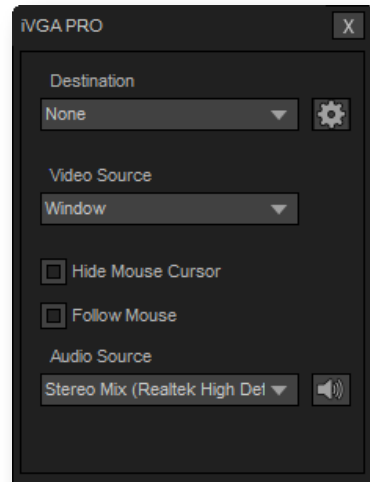 iVGA PRO
X
Destination
None
Video Source
Window
Hide Mouse Cursor
Follow Mouse
Audio Source
Stereo Mix (Realtek High Def